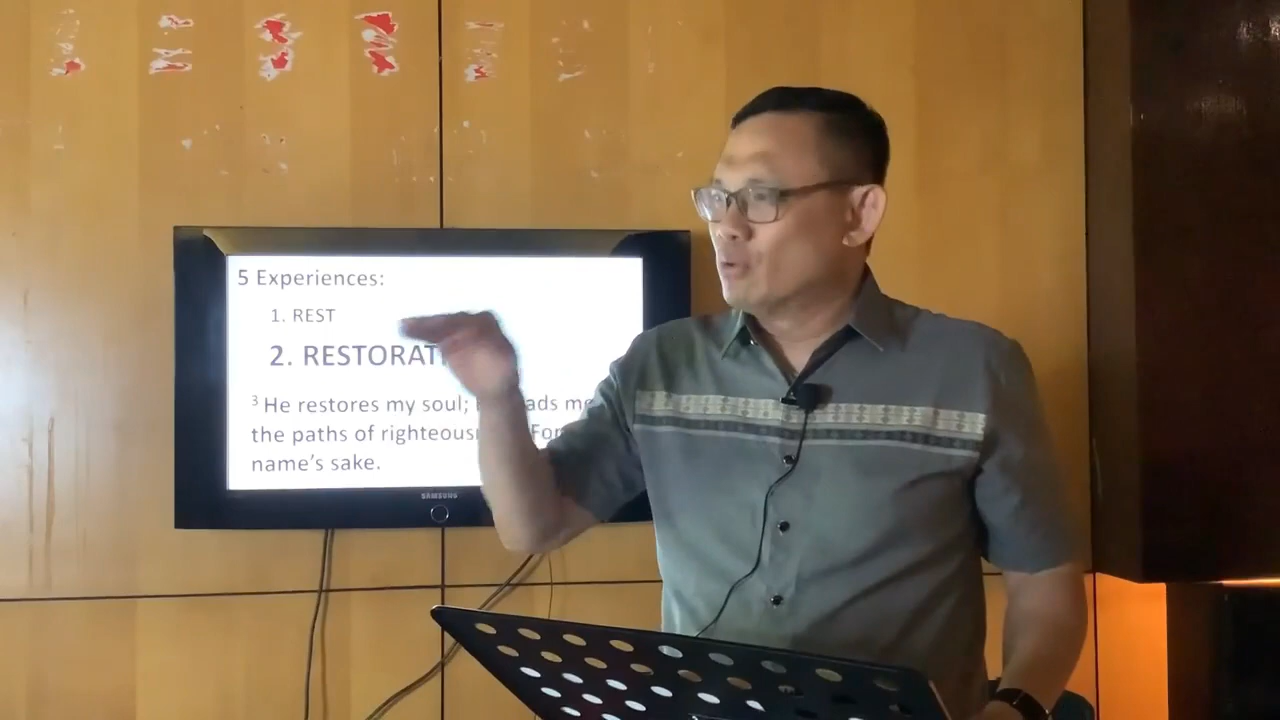 5 Experiences:
1. REST
2. RESTORAT
³ He restores my soul; ads me
the paths of righteous For
name's sake.
SAMSUNG